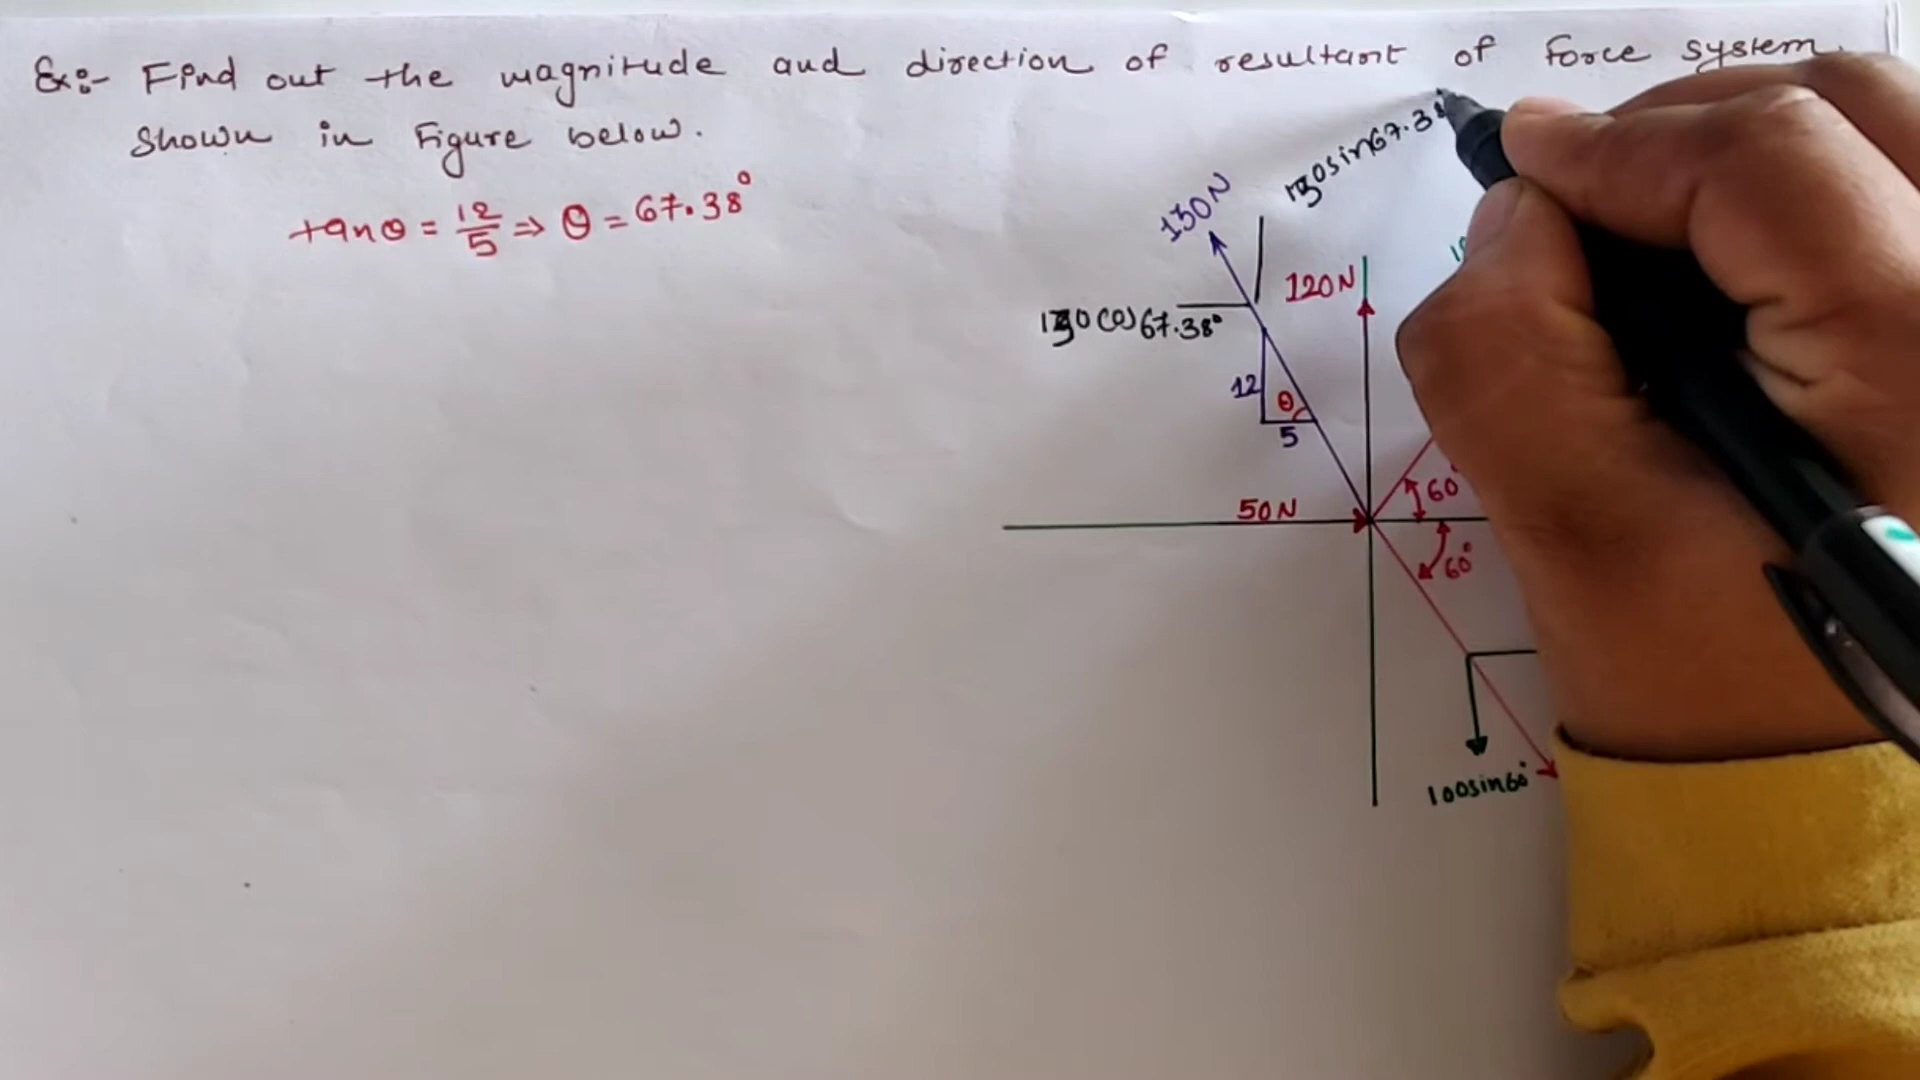 Ex:- Find out the magnitude and direction of resultant of force system
shown in Figure below.
tanθ = 12/5 ⇒ θ = 67.38°
130sin67.38
130N
120N
130cos67.38°
12
θ
5
60°
50N
60°
100sin60°